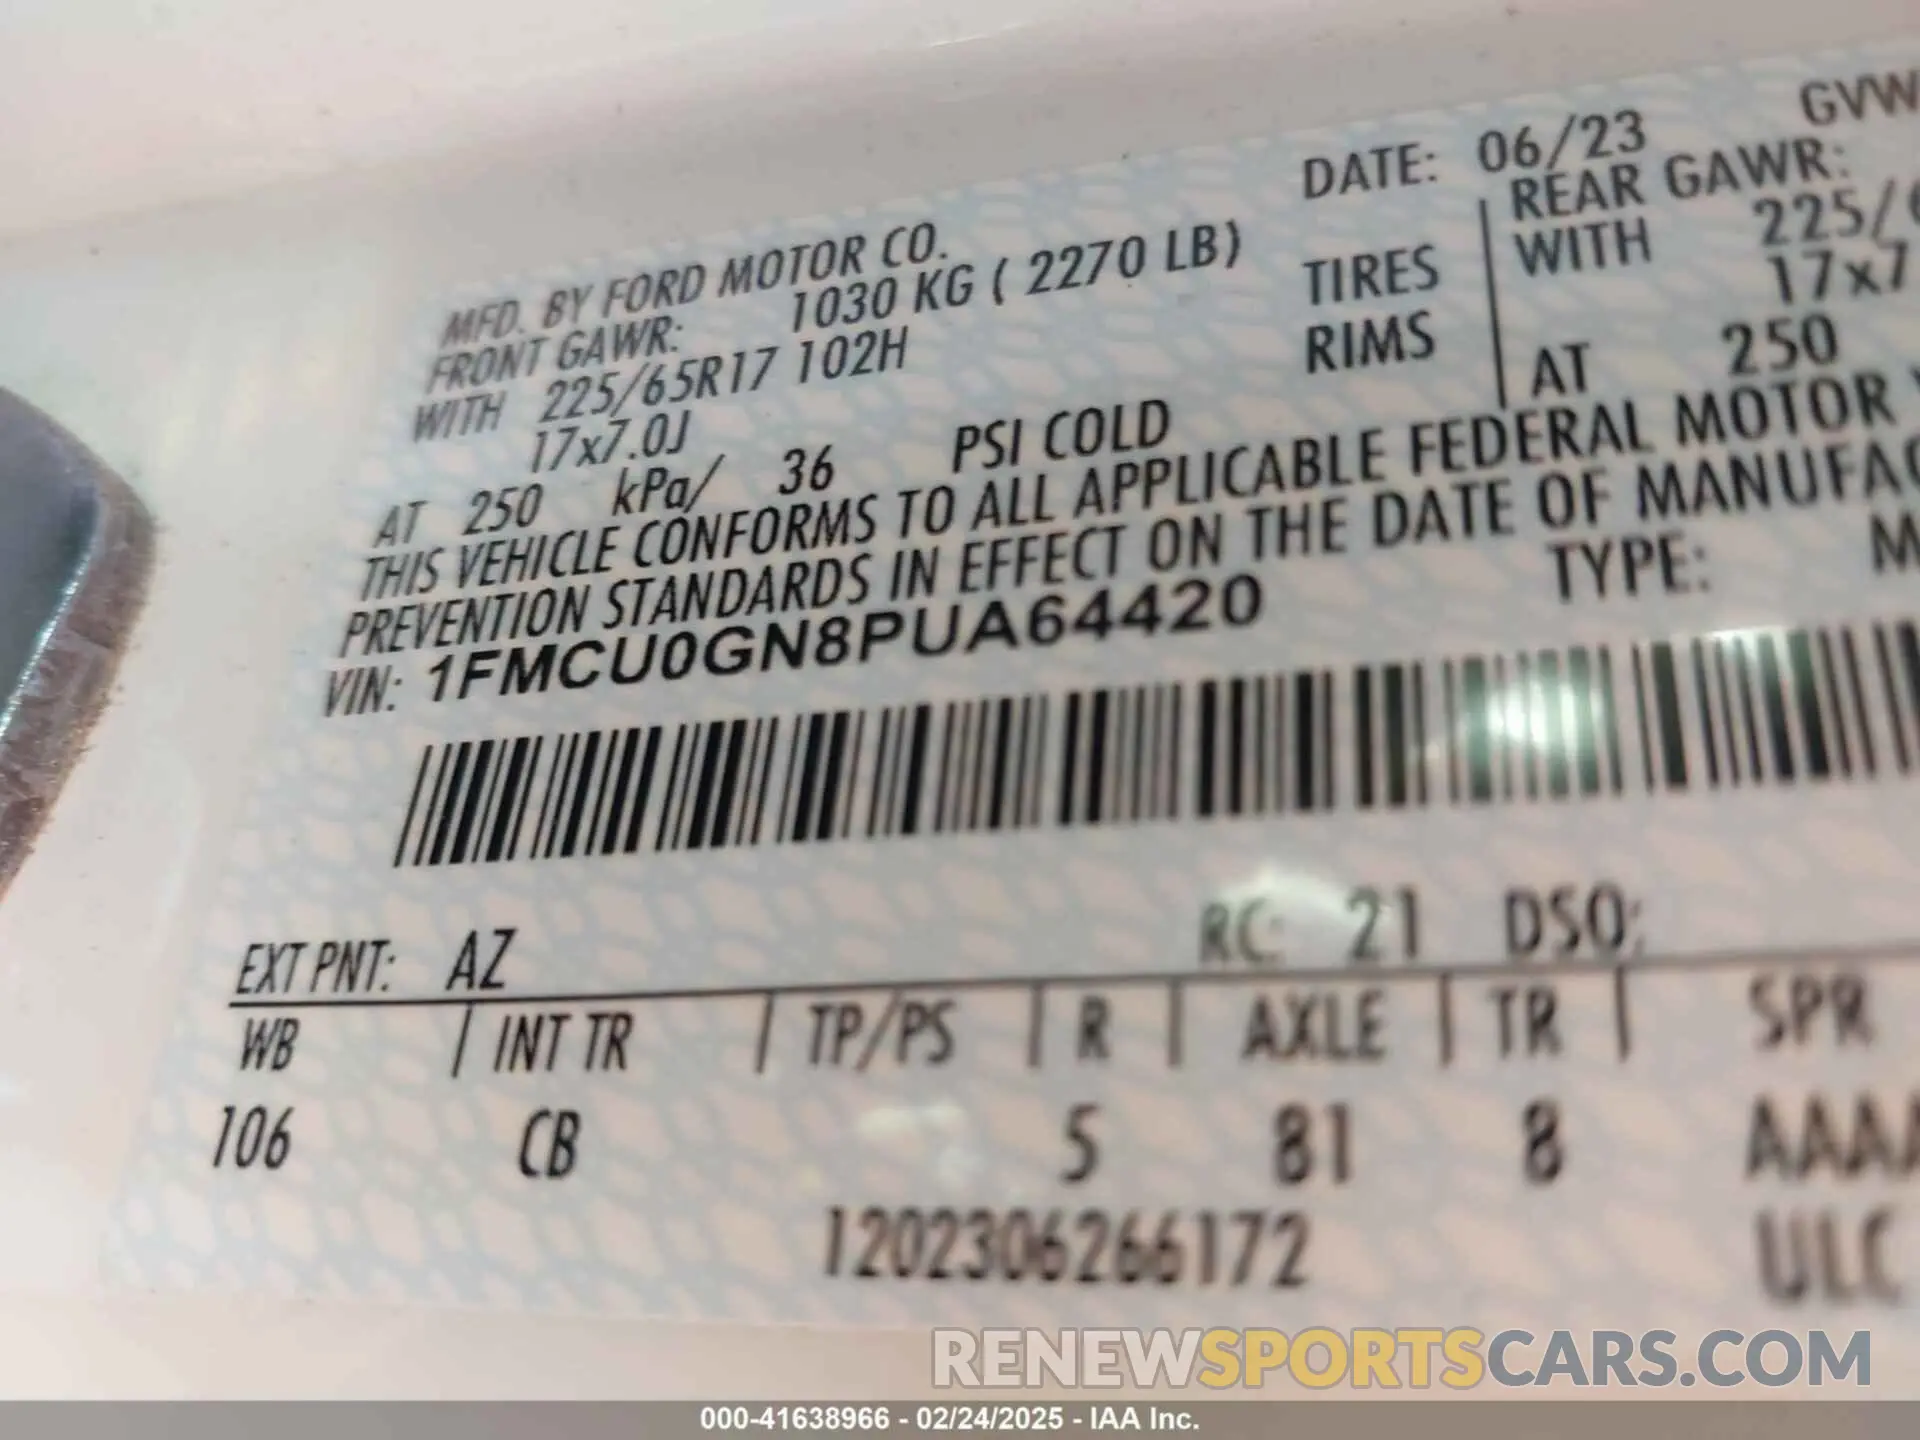 MFD. BY FORD MOTOR CO. DATE: 06/23 GVW
FRONT GAWR: 1030 KG ( 2270 LB) REAR GAWR:
WITH 225/65R17 102H TIRES WITH 225/6
17x7.0J RIMS 17x7
AT 250 kPa/ 36 PSI COLD AT 250
THIS VEHICLE CONFORMS TO ALL APPLICABLE FEDERAL MOTOR V
PREVENTION STANDARDS IN EFFECT ON THE DATE OF MANUFAC
VIN: 1FMCU0GN8PUA64420 TYPE: M
EXT PNT: AZ RC: 21 DSO:
WB | INT TR | TP/PS | R | AXLE | TR | SPR
106 CB 5 81 8 AAAA
1202306266172 ULC
RENEWSPORTSCARS.COM
000-41638966 - 02/24/2025 - IAA Inc.